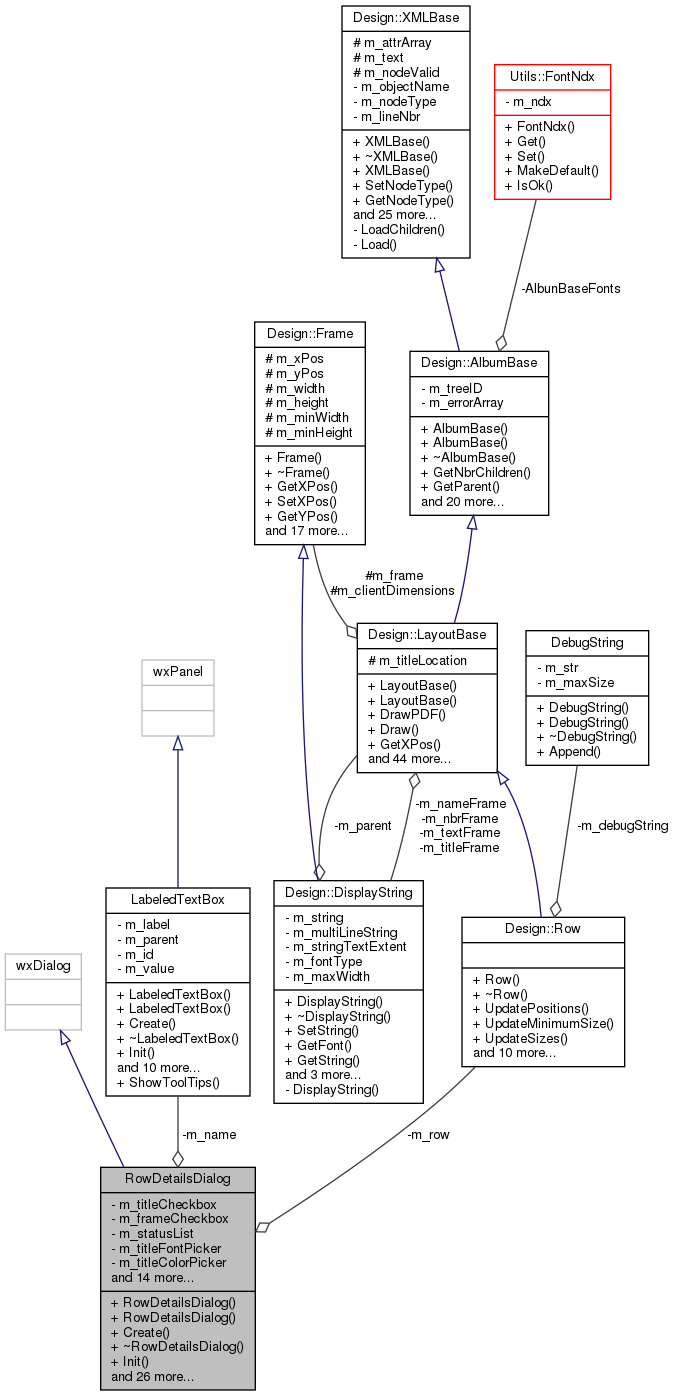 Design::XMLBase
# m_attrArray
# m_text
# m_nodeValid
- m_objectName
- m_nodeType
- m_lineNbr
+ XMLBase()
+ ~XMLBase()
+ XMLBase()
+ SetNodeType()
+ GetNodeType()
and 25 more...
- LoadChildren()
- Load()
Utils::FontNdx
- m_ndx
+ FontNdx()
+ Get()
+ Set()
+ MakeDefault()
+ IsOk()
-AlbunBaseFonts
Design::Frame
# m_xPos
# m_yPos
# m_width
# m_height
# m_minWidth
# m_minHeight
+ Frame()
+ ~Frame()
+ GetXPos()
+ SetXPos()
+ GetYPos()
and 17 more...
Design::AlbumBase
- m_treeID
- m_errorArray
+ AlbumBase()
+ AlbumBase()
+ ~AlbumBase()
+ GetNbrChildren()
+ GetParent()
and 20 more...
#m_frame
#m_clientDimensions
Design::LayoutBase
# m_titleLocation
+ LayoutBase()
+ LayoutBase()
+ DrawPDF()
+ Draw()
+ GetXPos()
and 44 more...
DebugString
- m_str
- m_maxSize
+ DebugString()
+ DebugString()
+ ~DebugString()
+ Append()
wxPanel
-m_parent
-m_nameFrame
-m_nbrFrame
-m_textFrame
-m_titleFrame
-m_debugString
LabeledTextBox
- m_label
- m_parent
- m_id
- m_value
+ LabeledTextBox()
+ LabeledTextBox()
+ Create()
+ ~LabeledTextBox()
+ Init()
and 10 more...
+ ShowToolTips()
Design::DisplayString
- m_string
- m_multiLineString
- m_stringTextExtent
- m_fontType
- m_maxWidth
+ DisplayString()
+ ~DisplayString()
+ SetString()
+ GetFont()
+ GetString()
and 3 more...
- DisplayString()
Design::Row
+ Row()
+ ~Row()
+ UpdatePositions()
+ UpdateMinimumSize()
+ UpdateSizes()
and 10 more...
wxDialog
-m_name
-m_row
RowDetailsDialog
- m_titleCheckbox
- m_frameCheckbox
- m_statusList
- m_titleFontPicker
- m_titleColorPicker
and 14 more...
+ RowDetailsDialog()
+ RowDetailsDialog()
+ Create()
+ ~RowDetailsDialog()
+ Init()
and 26 more...